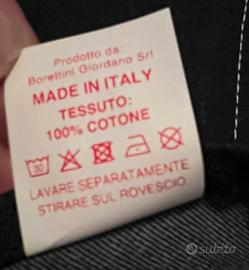 Prodotto da:
Borettini Giordano Srl
MADE IN ITALY
TESSUTO:
100% COTONE
30
LAVARE SEPARATAMENTE
STIRARE SUL ROVESCIO
subito